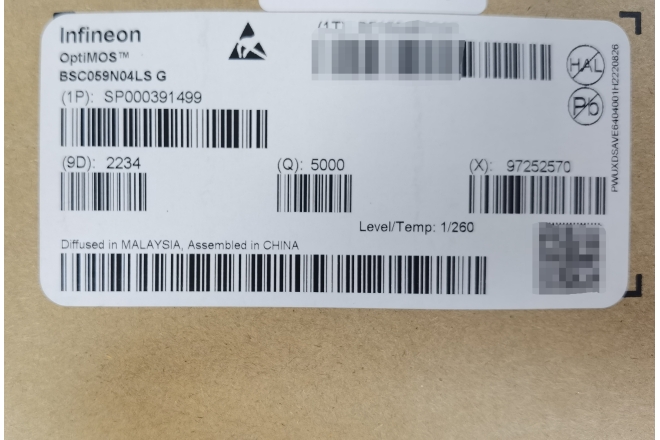 Infineon
OptiMOS™
BSC059N04LS G
(1P): SP000391499
(1T)
HAL
Pb
(9D): 2234
(Q): 5000
(X): 97252570
Level/Temp: 1/260
Diffused in MALAYSIA, Assembled in CHINA